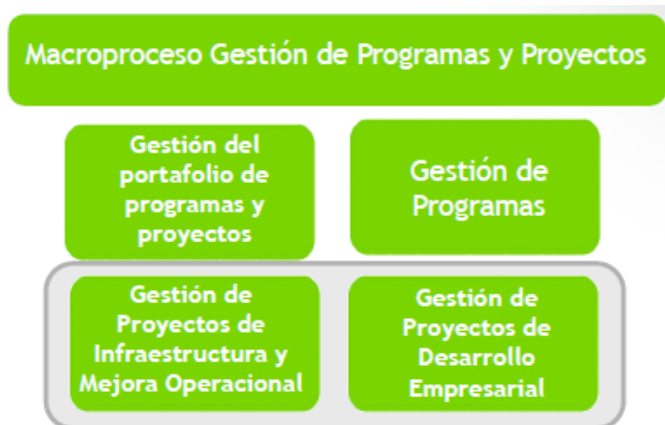 Macroproceso Gestión de Programas y Proyectos
Gestión del
portafolio de
programas y
proyectos
Gestión de
Programas
Gestión de
Proyectos de
Infraestructura y
Mejora Operacional
Gestión de
Proyectos de
Desarrollo
Empresarial